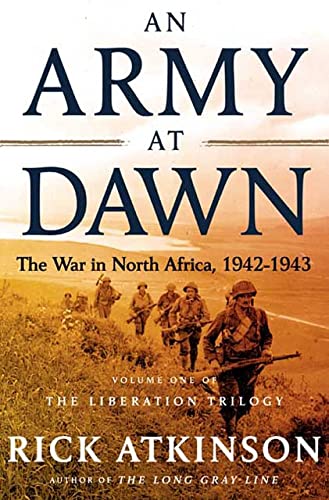 AN
ARMY
AT
DAWN
The War in North Africa, 1942-1943
VOLUME ONE OF
THE LIBERATION TRILOGY
RICK ATKINSON
AUTHOR OF THE LONG GRAY-LINE